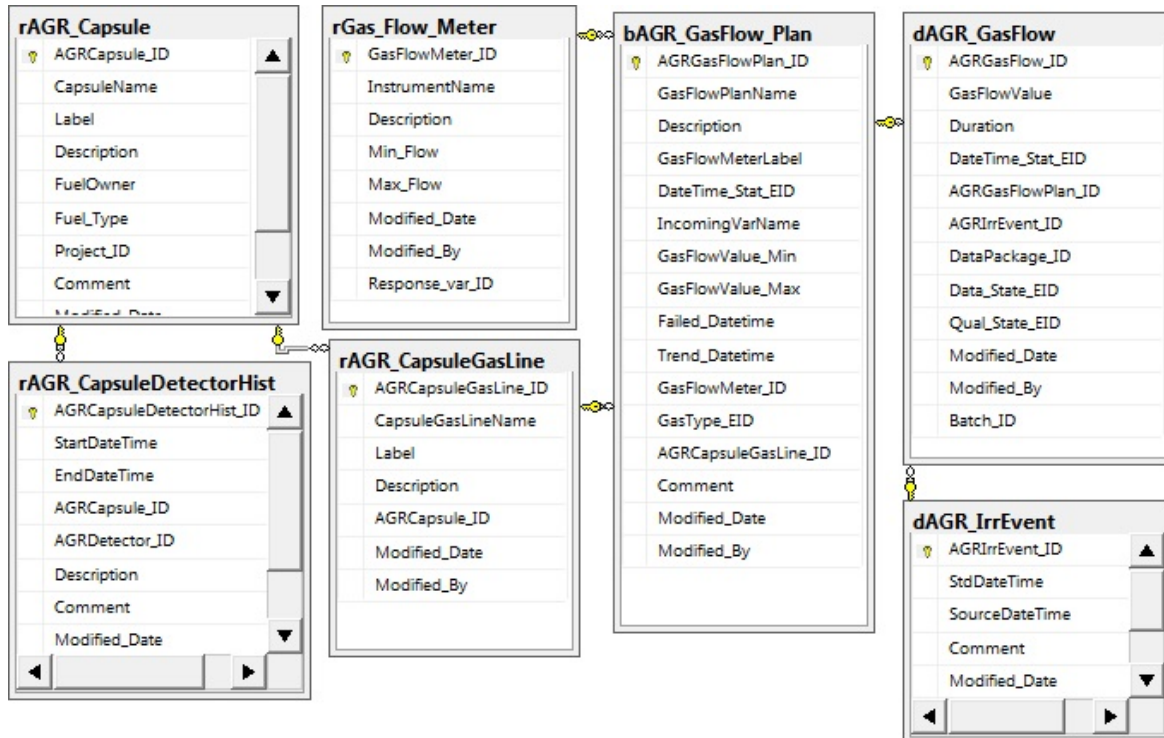 rAGR_Capsule
AGRCapsule_ID
CapsuleName
Label
Description
FuelOwner
Fuel_Type
Project_ID
Comment
Modified_Date
rGas_Flow_Meter
GasFlowMeter_ID
InstrumentName
Description
Min_Flow
Max_Flow
Modified_Date
Modified_By
Response_var_ID
bAGR_GasFlow_Plan
AGRGasFlowPlan_ID
GasFlowPlanName
Description
GasFlowMeterLabel
DateTime_Stat_EID
IncomingVarName
GasFlowValue_Min
GasFlowValue_Max
Failed_Datetime
Trend_Datetime
GasFlowMeter_ID
GasType_EID
AGRCapsuleGasLine_ID
Comment
Modified_Date
Modified_By
dAGR_GasFlow
AGRGasFlow_ID
GasFlowValue
Duration
DateTime_Stat_EID
AGRGasFlowPlan_ID
AGRIrrEvent_ID
DataPackage_ID
Data_State_EID
Qual_State_EID
Modified_Date
Modified_By
Batch_ID
rAGR_CapsuleDetectorHist
AGRCapsuleDetectorHist_ID
StartDateTime
EndDateTime
AGRCapsule_ID
AGRDetector_ID
Description
Comment
Modified_Date
rAGR_CapsuleGasLine
AGRCapsuleGasLine_ID
CapsuleGasLineName
Label
Description
AGRCapsule_ID
Modified_Date
Modified_By
dAGR_IrrEvent
AGRIrrEvent_ID
StdDateTime
SourceDateTime
Comment
Modified_Date